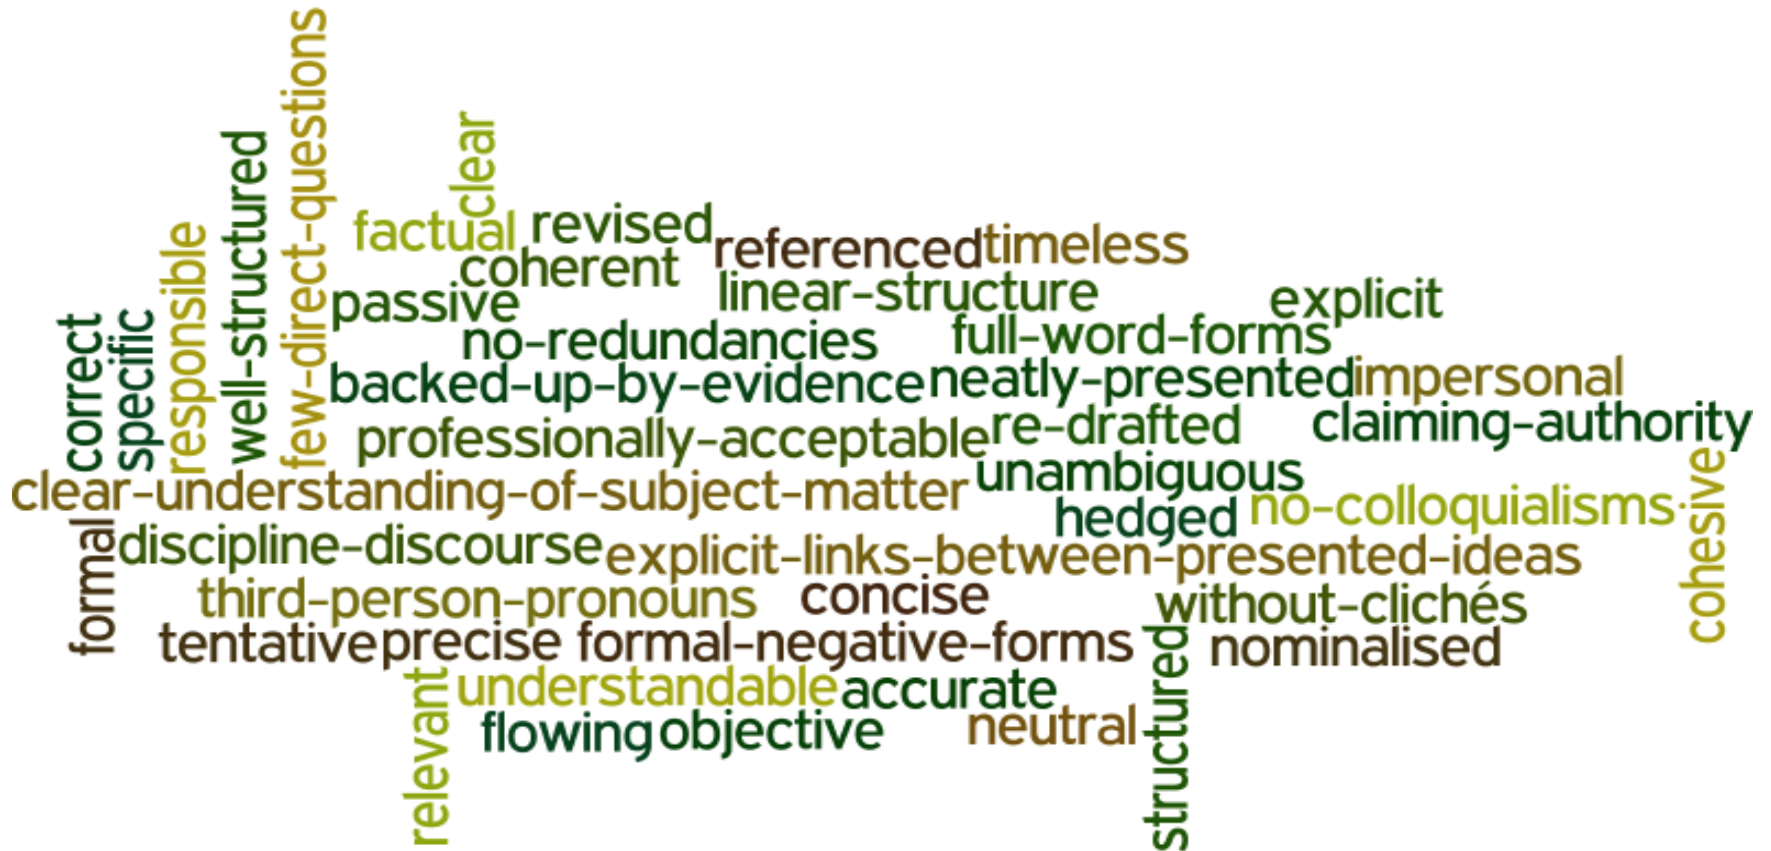 few-direct-questions
clear
well-structured
factual
revised
responsible
referenced
timeless
coherent
linear-structure
explicit
passive
correct
specific
no-redundancies
full-word-forms
backed-up-by-evidence
neatly-presented
impersonal
professionally-acceptable
re-drafted
claiming-authority
clear-understanding-of-subject-matter
unambiguous
hedged
no-colloquialisms
cohesive
formal
discipline-discourse
explicit-links-between-presented-ideas
third-person-pronouns
concise
without-clichés
tentative
precise
formal-negative-forms
nominalised
structured
relevant
understandable
accurate
flowing
objective
neutral